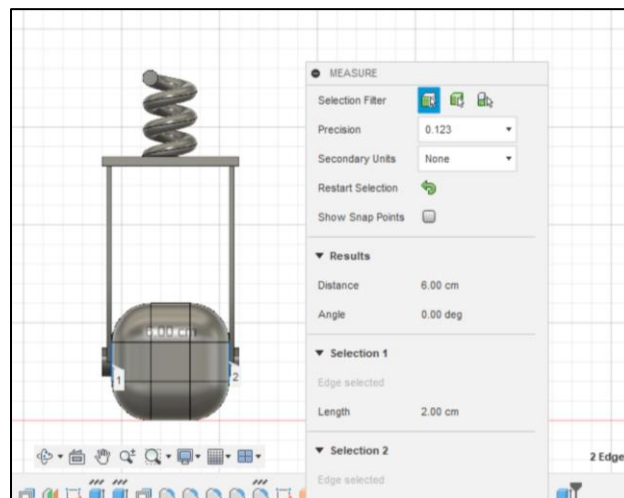 MEASURE
Selection Filter
Precision 0.123
Secondary Units None
Restart Selection
Show Snap Points
Results
Distance 6.00 cm
Angle 0.00 deg
Selection 1
Edge selected
Length 2.00 cm
Selection 2
Edge selected
6.00 cm
1 2
2 Edge